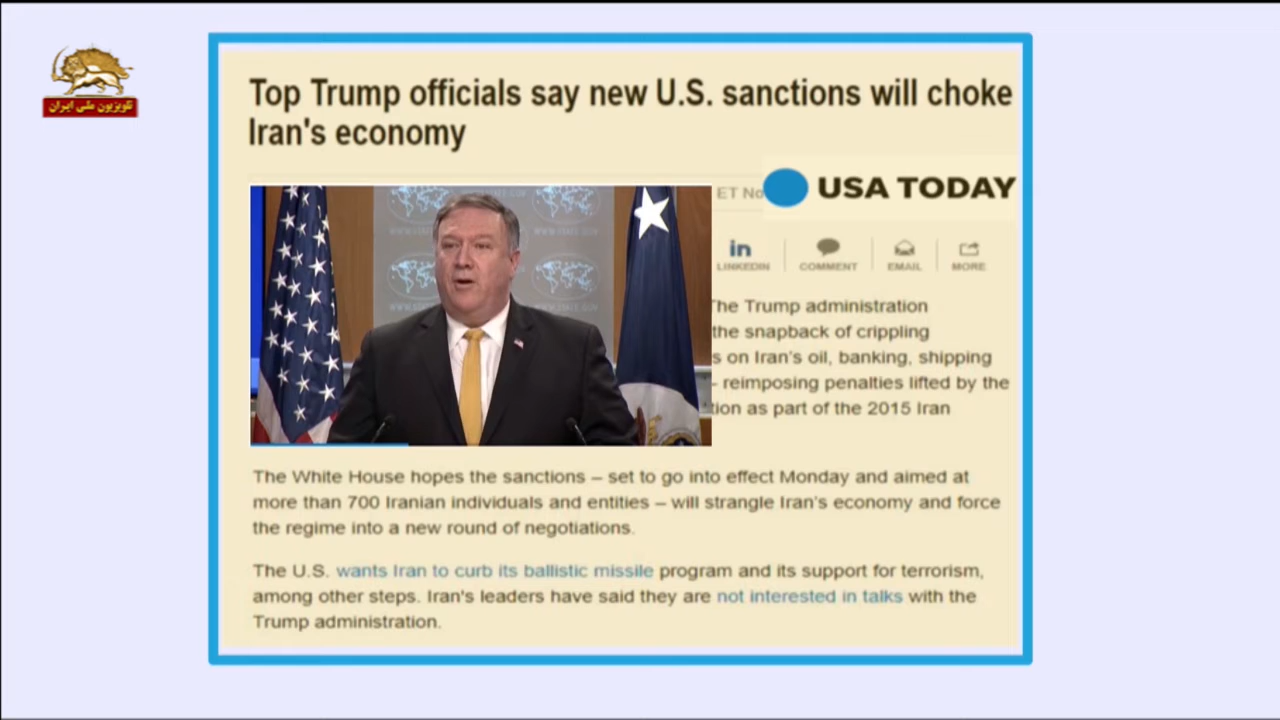 تلویزیون ملی ایران
Top Trump officials say new U.S. sanctions will choke
Iran's economy
ET No
USA TODAY
LINKEDIN
COMMENT
EMAIL
MORE
WWW.STATE.GOV
The Trump administration
the snapback of crippling
s on Iran's oil, banking, shipping
- reimposing penalties lifted by the
tion as part of the 2015 Iran
The White House hopes the sanctions – set to go into effect Monday and aimed at
more than 700 Iranian individuals and entities – will strangle Iran's economy and force
the regime into a new round of negotiations.
The U.S. wants Iran to curb its ballistic missile program and its support for terrorism,
among other steps. Iran's leaders have said they are not interested in talks with the
Trump administration.